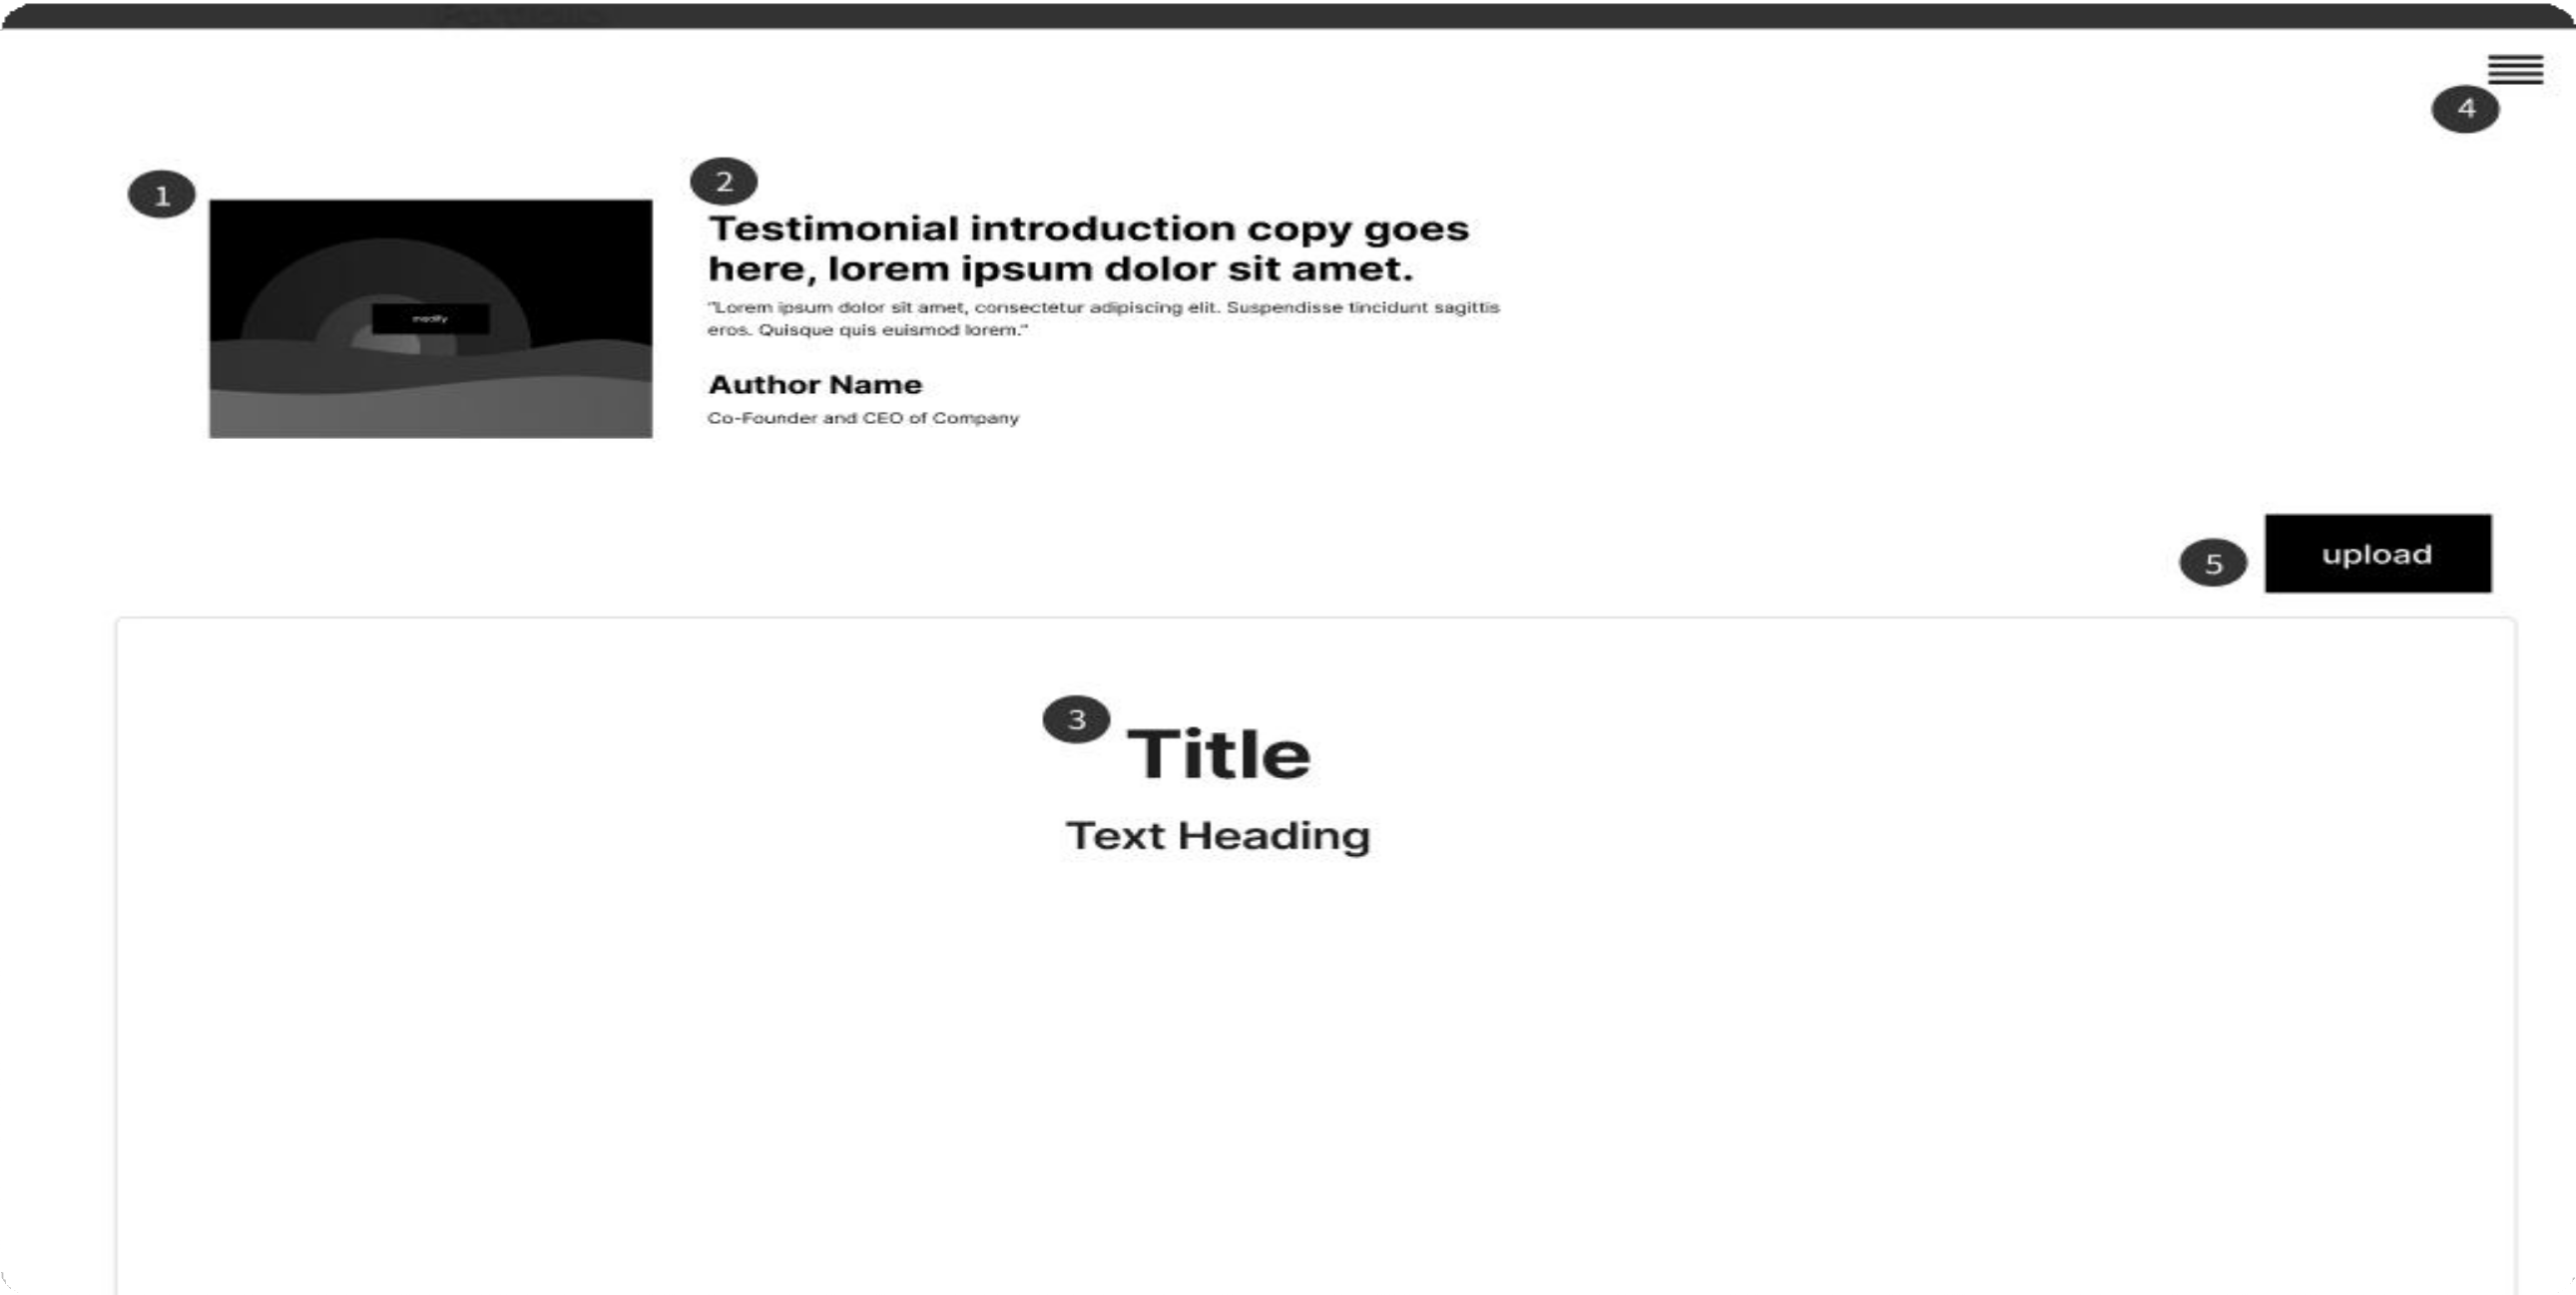 4
1
2
Testimonial introduction copy goes
here, lorem ipsum dolor sit amet.
"Lorem ipsum dolor sit amet, consectetur adipiscing elit. Suspendisse tincidunt sagittis
eros. Quisque quis euismod lorem."
modify
Author Name
Co-Founder and CEO of Company
5
upload
3
Title
Text Heading